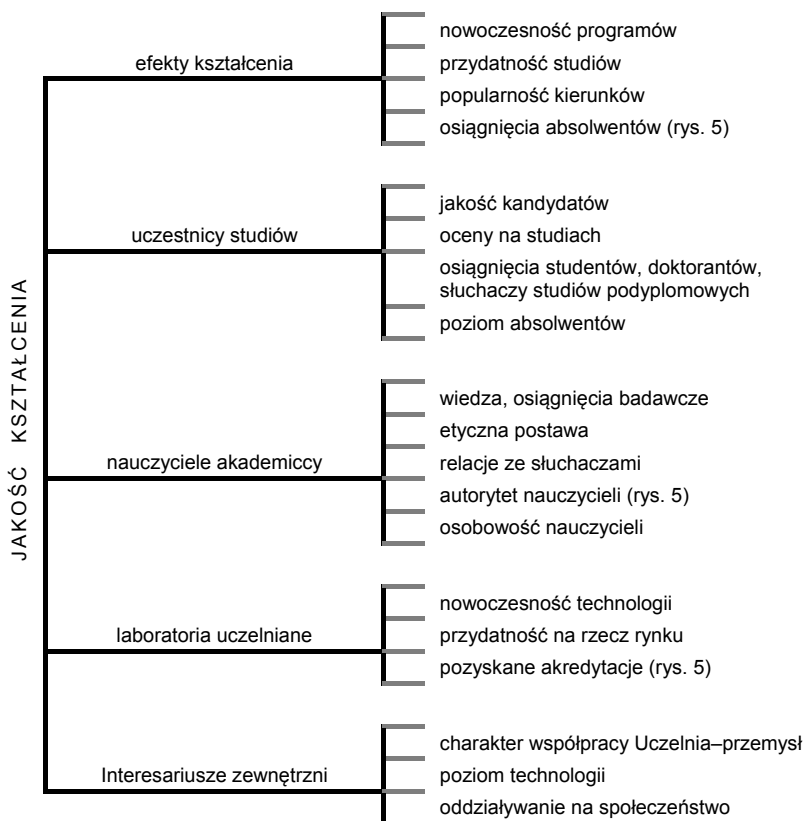 JAKOŚĆ KSZTAŁCENIA
efekty kształcenia
nowoczesność programów
przydatność studiów
popularność kierunków
osiągnięcia absolwentów (rys. 5)
uczestnicy studiów
jakość kandydatów
oceny na studiach
osiągnięcia studentów, doktorantów,
słuchaczy studiów podyplomowych
poziom absolwentów
nauczyciele akademiccy
wiedza, osiągnięcia badawcze
etyczna postawa
relacje ze słuchaczami
autorytet nauczycieli (rys. 5)
osobowość nauczycieli
laboratoria uczelniane
nowoczesność technologii
przydatność na rzecz rynku
pozyskane akredytacje (rys. 5)
Interesariusze zewnętrzni
charakter współpracy Uczelnia–przemysł
poziom technologii
oddziaływanie na społeczeństwo